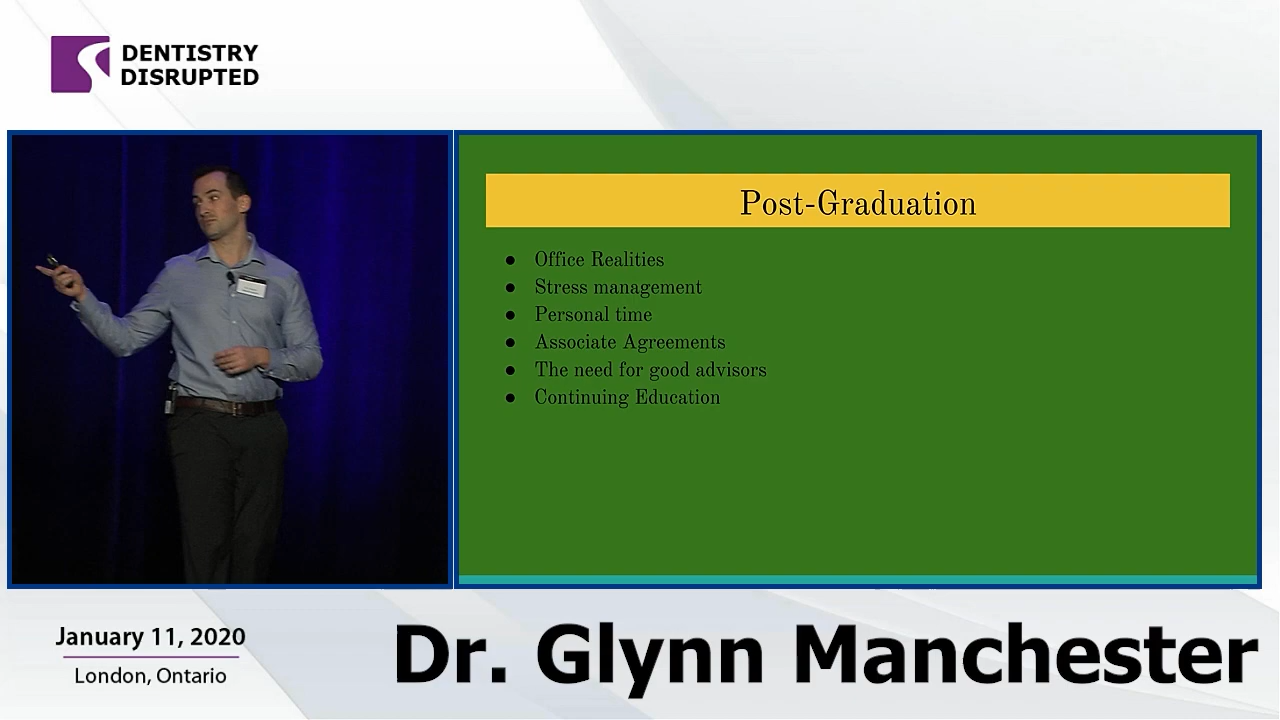 DENTISTRY
DISRUPTED
Post-Graduation
● Office Realities
● Stress management
● Personal time
● Associate Agreements
● The need for good advisors
● Continuing Education
January 11, 2020
London, Ontario
Dr. Glynn Manchester